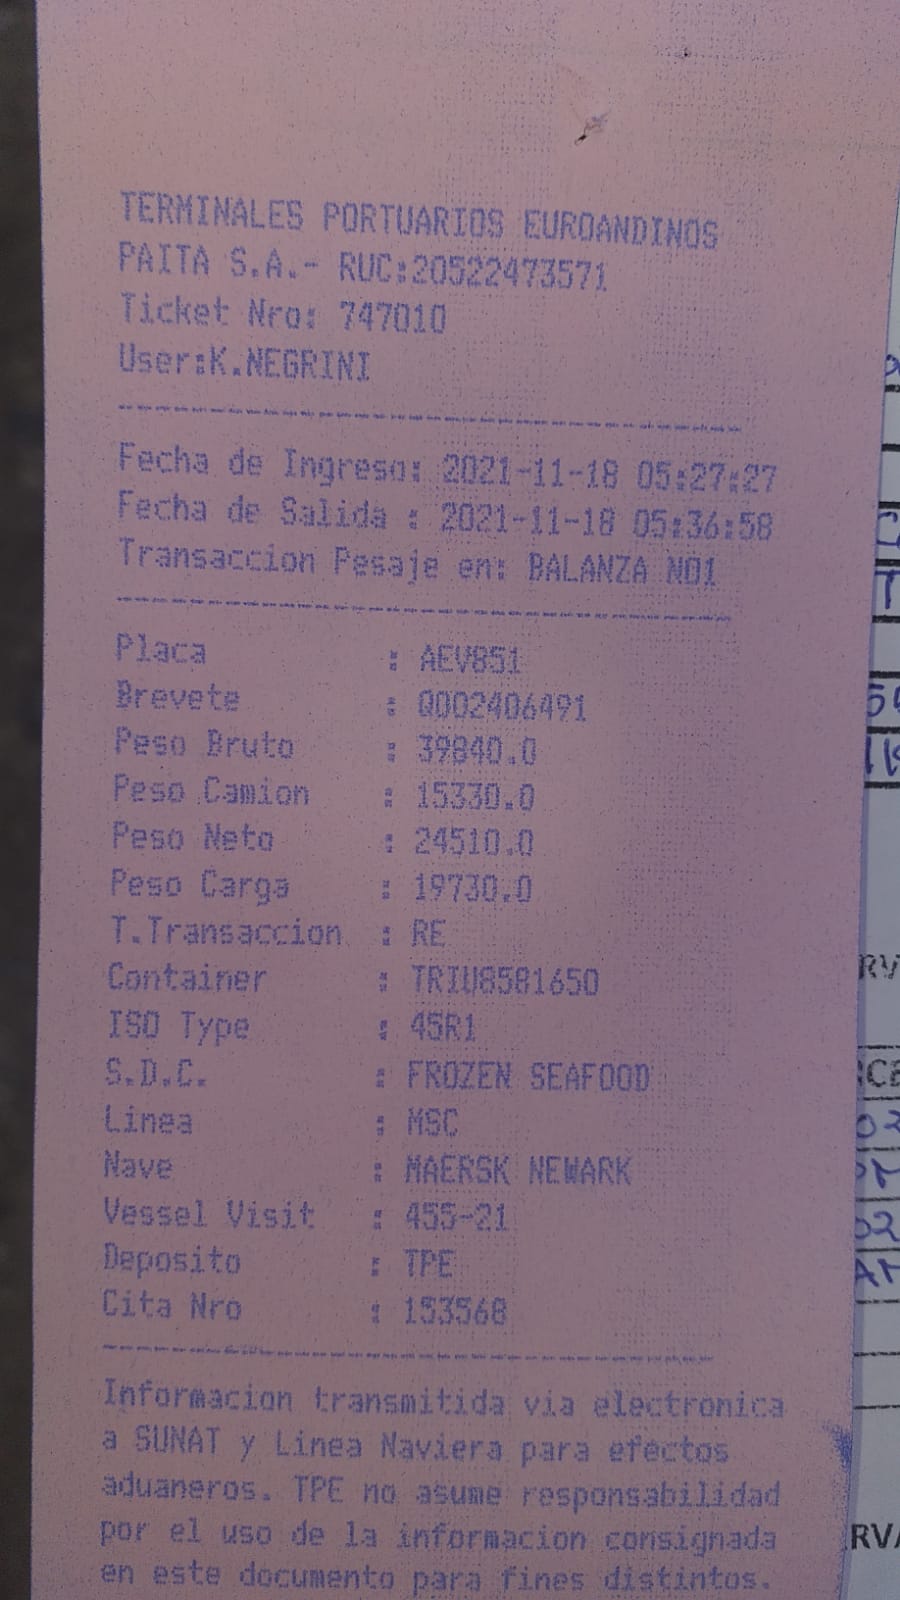 TERMINALES PORTUARIOS EUROANDINOS
PAITA S.A.- RUC:20522473571
Ticket Nro: 747010
User:K.NEGRINI
Fecha de Ingreso: 2021-11-18 05:27:27
Fecha de Salida : 2021-11-18 05:36:58
Transaccion Pesaje en: BALANZA NO1
Placa : AEV851
Brevete : Q002406491
Peso Bruto : 39840.0
Peso Camion : 15330.0
Peso Neto : 24510.0
Peso Carga : 19730.0
T.Transaccion : RE
Container : TRIU8581650
ISO Type : 45R1
S.D.C. : FROZEN SEAFOOD
Linea : MSC
Nave : MAERSK NEWARK
Vessel Visit : 455-21
Deposito : TPE
Cita Nro : 153568
Informacion transmitida via electronica
a SUNAT y Linea Naviera para efectos
aduaneros. TPE no asume responsabilidad
por el uso de la informacion consignada
en este documento para fines distintos.